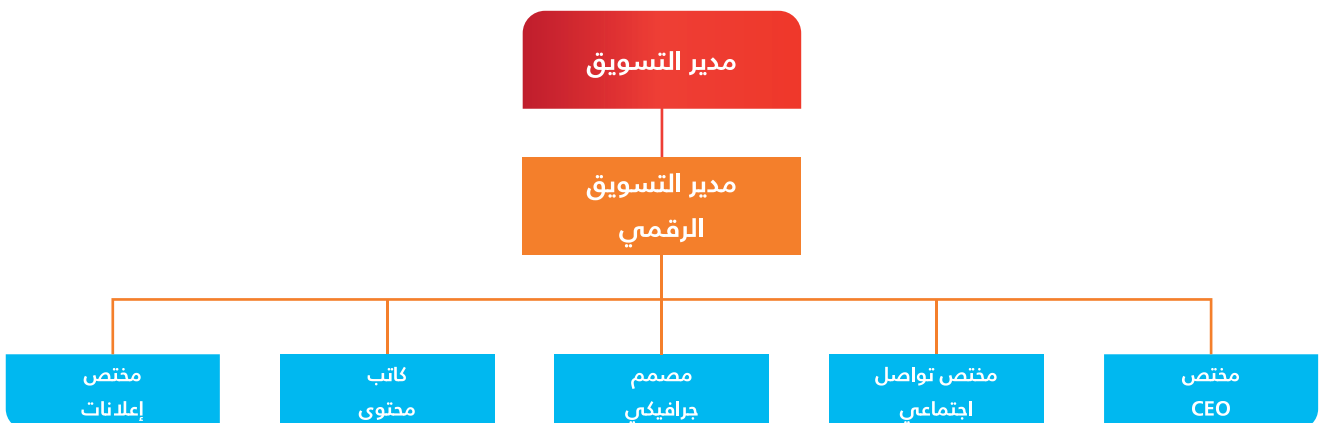 مدير التسويق
مدير التسويق
الرقمي
مختص
CEO
مختص تواصل
اجتماعي
مصمم
جرافيكي
كاتب
محتوى
مختص
إعلانات